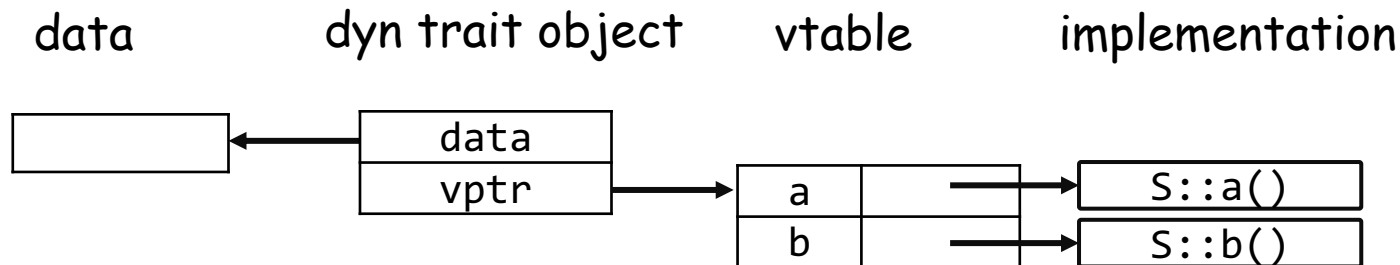 data dyn trait object vtable implementation
data
vptr
a S::a()
b S::b()